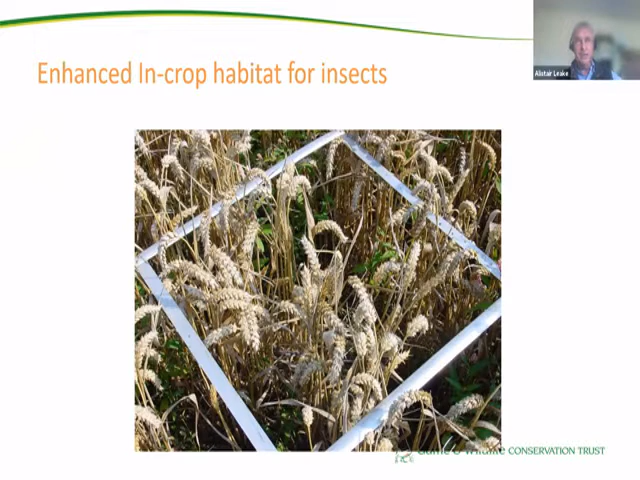 Enhanced In-crop habitat for insects
Alistair Leake
Game & Wildlife CONSERVATION TRUST